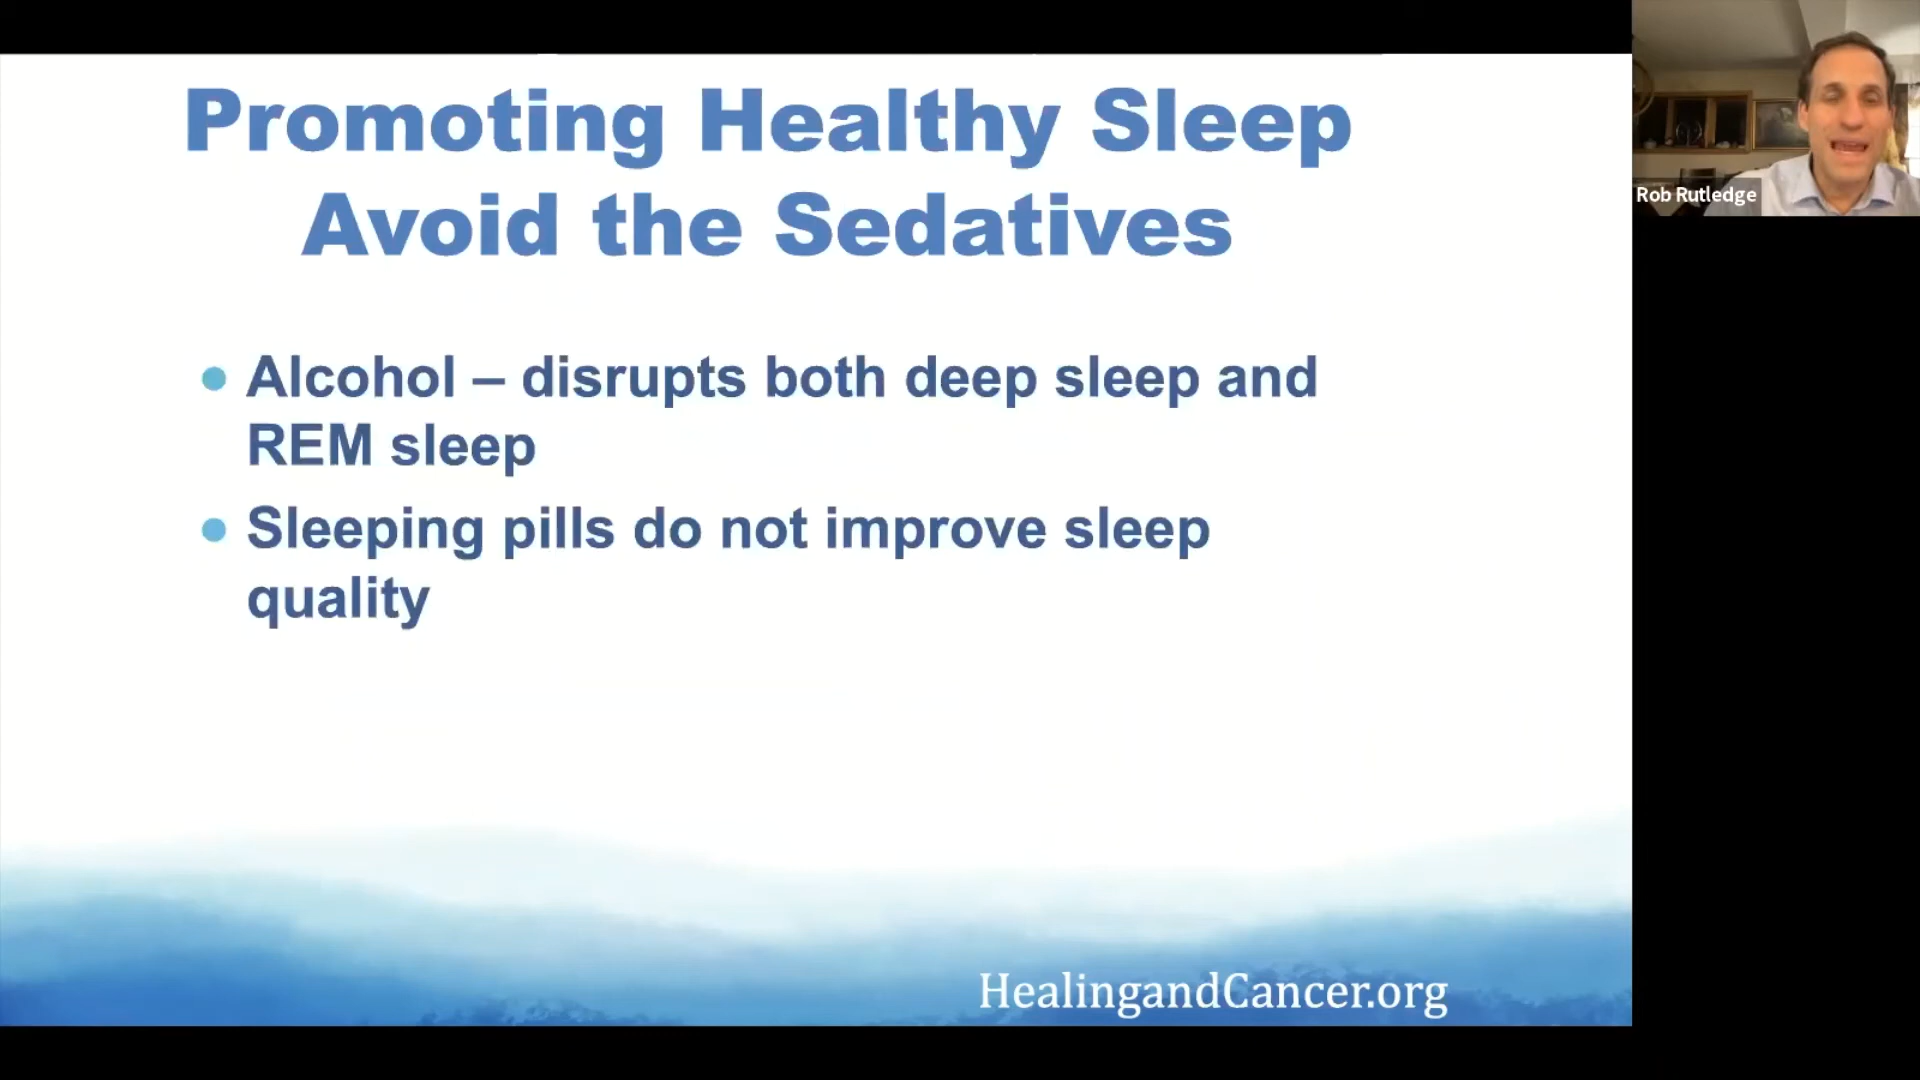 Promoting Healthy Sleep
Avoid the Sedatives
Rob Rutledge
• Alcohol – disrupts both deep sleep and
REM sleep
• Sleeping pills do not improve sleep
quality
HealingandCancer.org